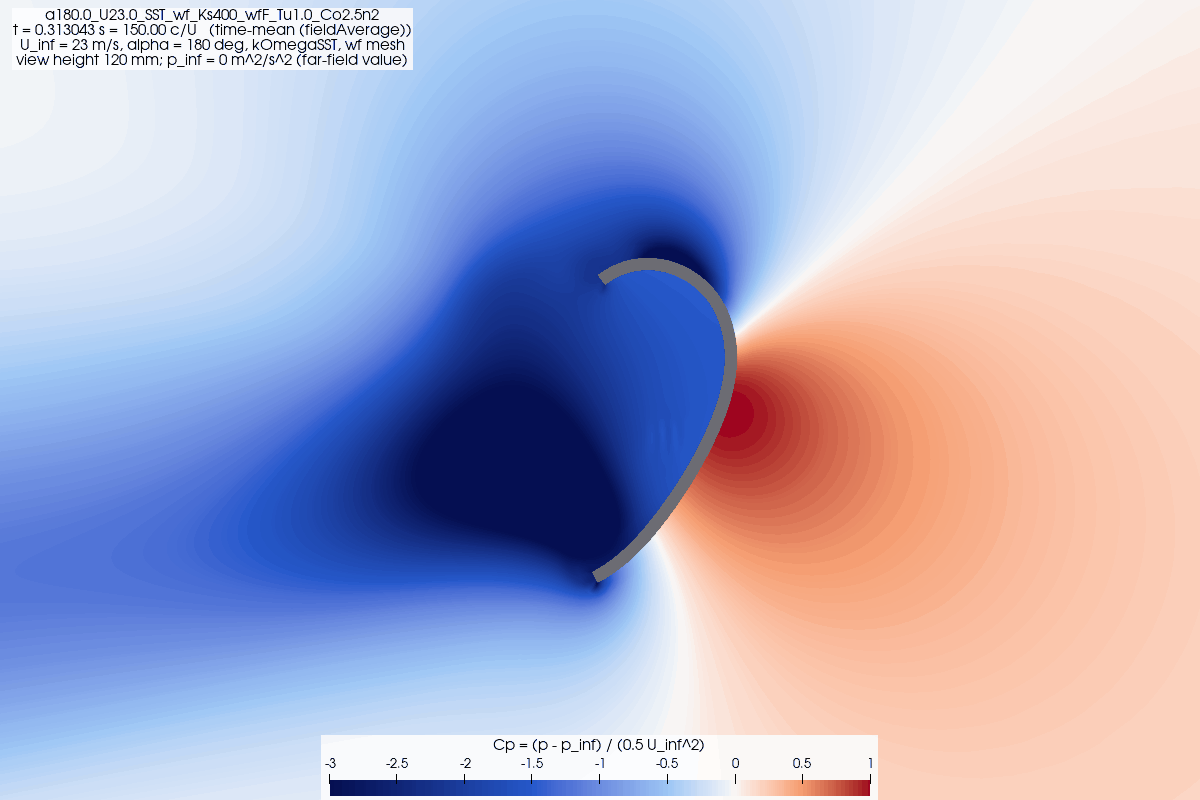 a180.0_U23.0_SST_wf_Ks400_wfF_Tu1.0_Co2.5n2
t = 0.313043 s = 150.00 c/U (time-mean (fieldAverage))
U_inf = 23 m/s, alpha = 180 deg, kOmegaSST, wf mesh
view height 120 mm; p_inf = 0 m^2/s^2 (far-field value)
Cp = (p - p_inf) / (0.5 U_inf^2)
-3 -2.5 -2 -1.5 -1 -0.5 0 0.5 1